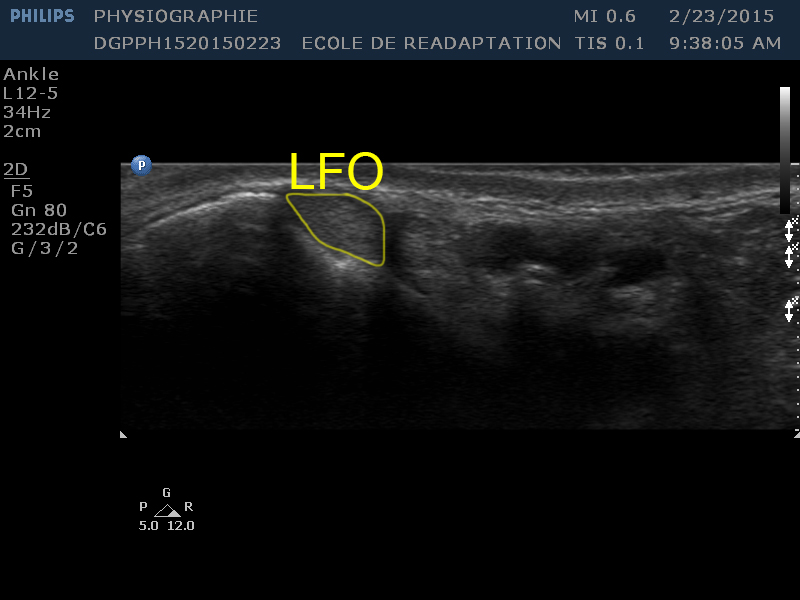 PHILIPS PHYSIOGRAPHIE MI 0.6 2/23/2015
DGPPH1520150223 ECOLE DE READAPTATION TIS 0.1 9:38:05 AM
Ankle
L12-5
34Hz
2cm
2D
F5
Gn 80
232dB/C6
G/3/2
P
LFO
G
P R
5.0 12.0